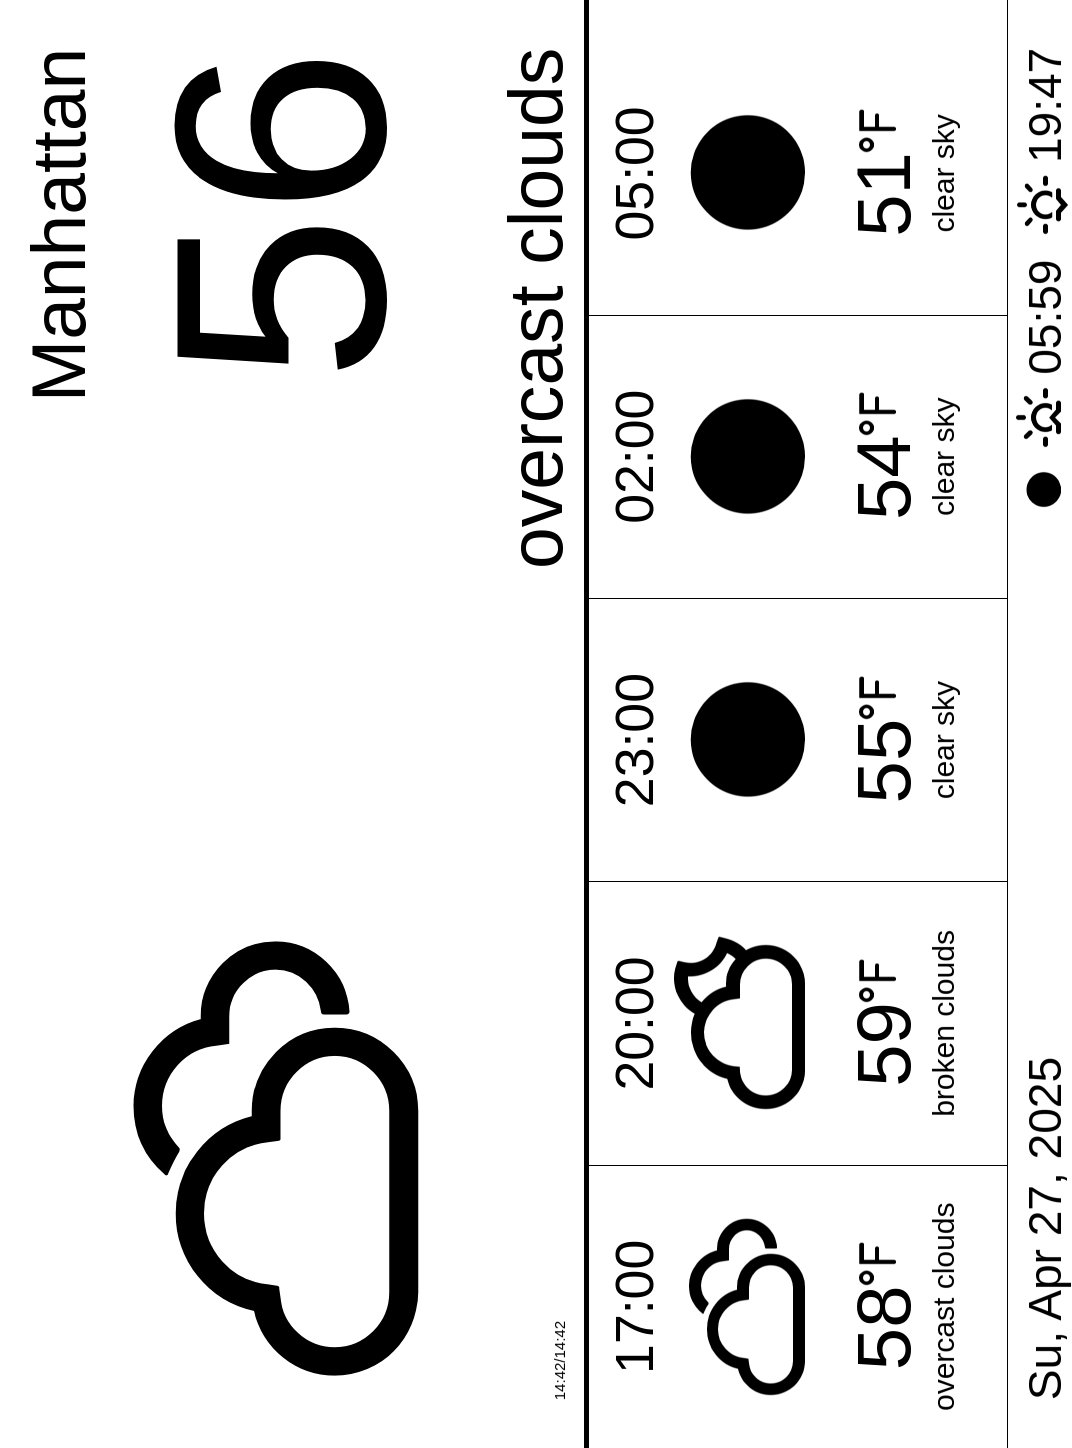 Manhattan
56
overcast clouds
14:42/14:42
17:00 20:00 23:00 02:00 05:00
58°F 59°F 55°F 54°F 51°F
overcast clouds broken clouds clear sky clear sky clear sky
Su, Apr 27, 2025 05:59 19:47